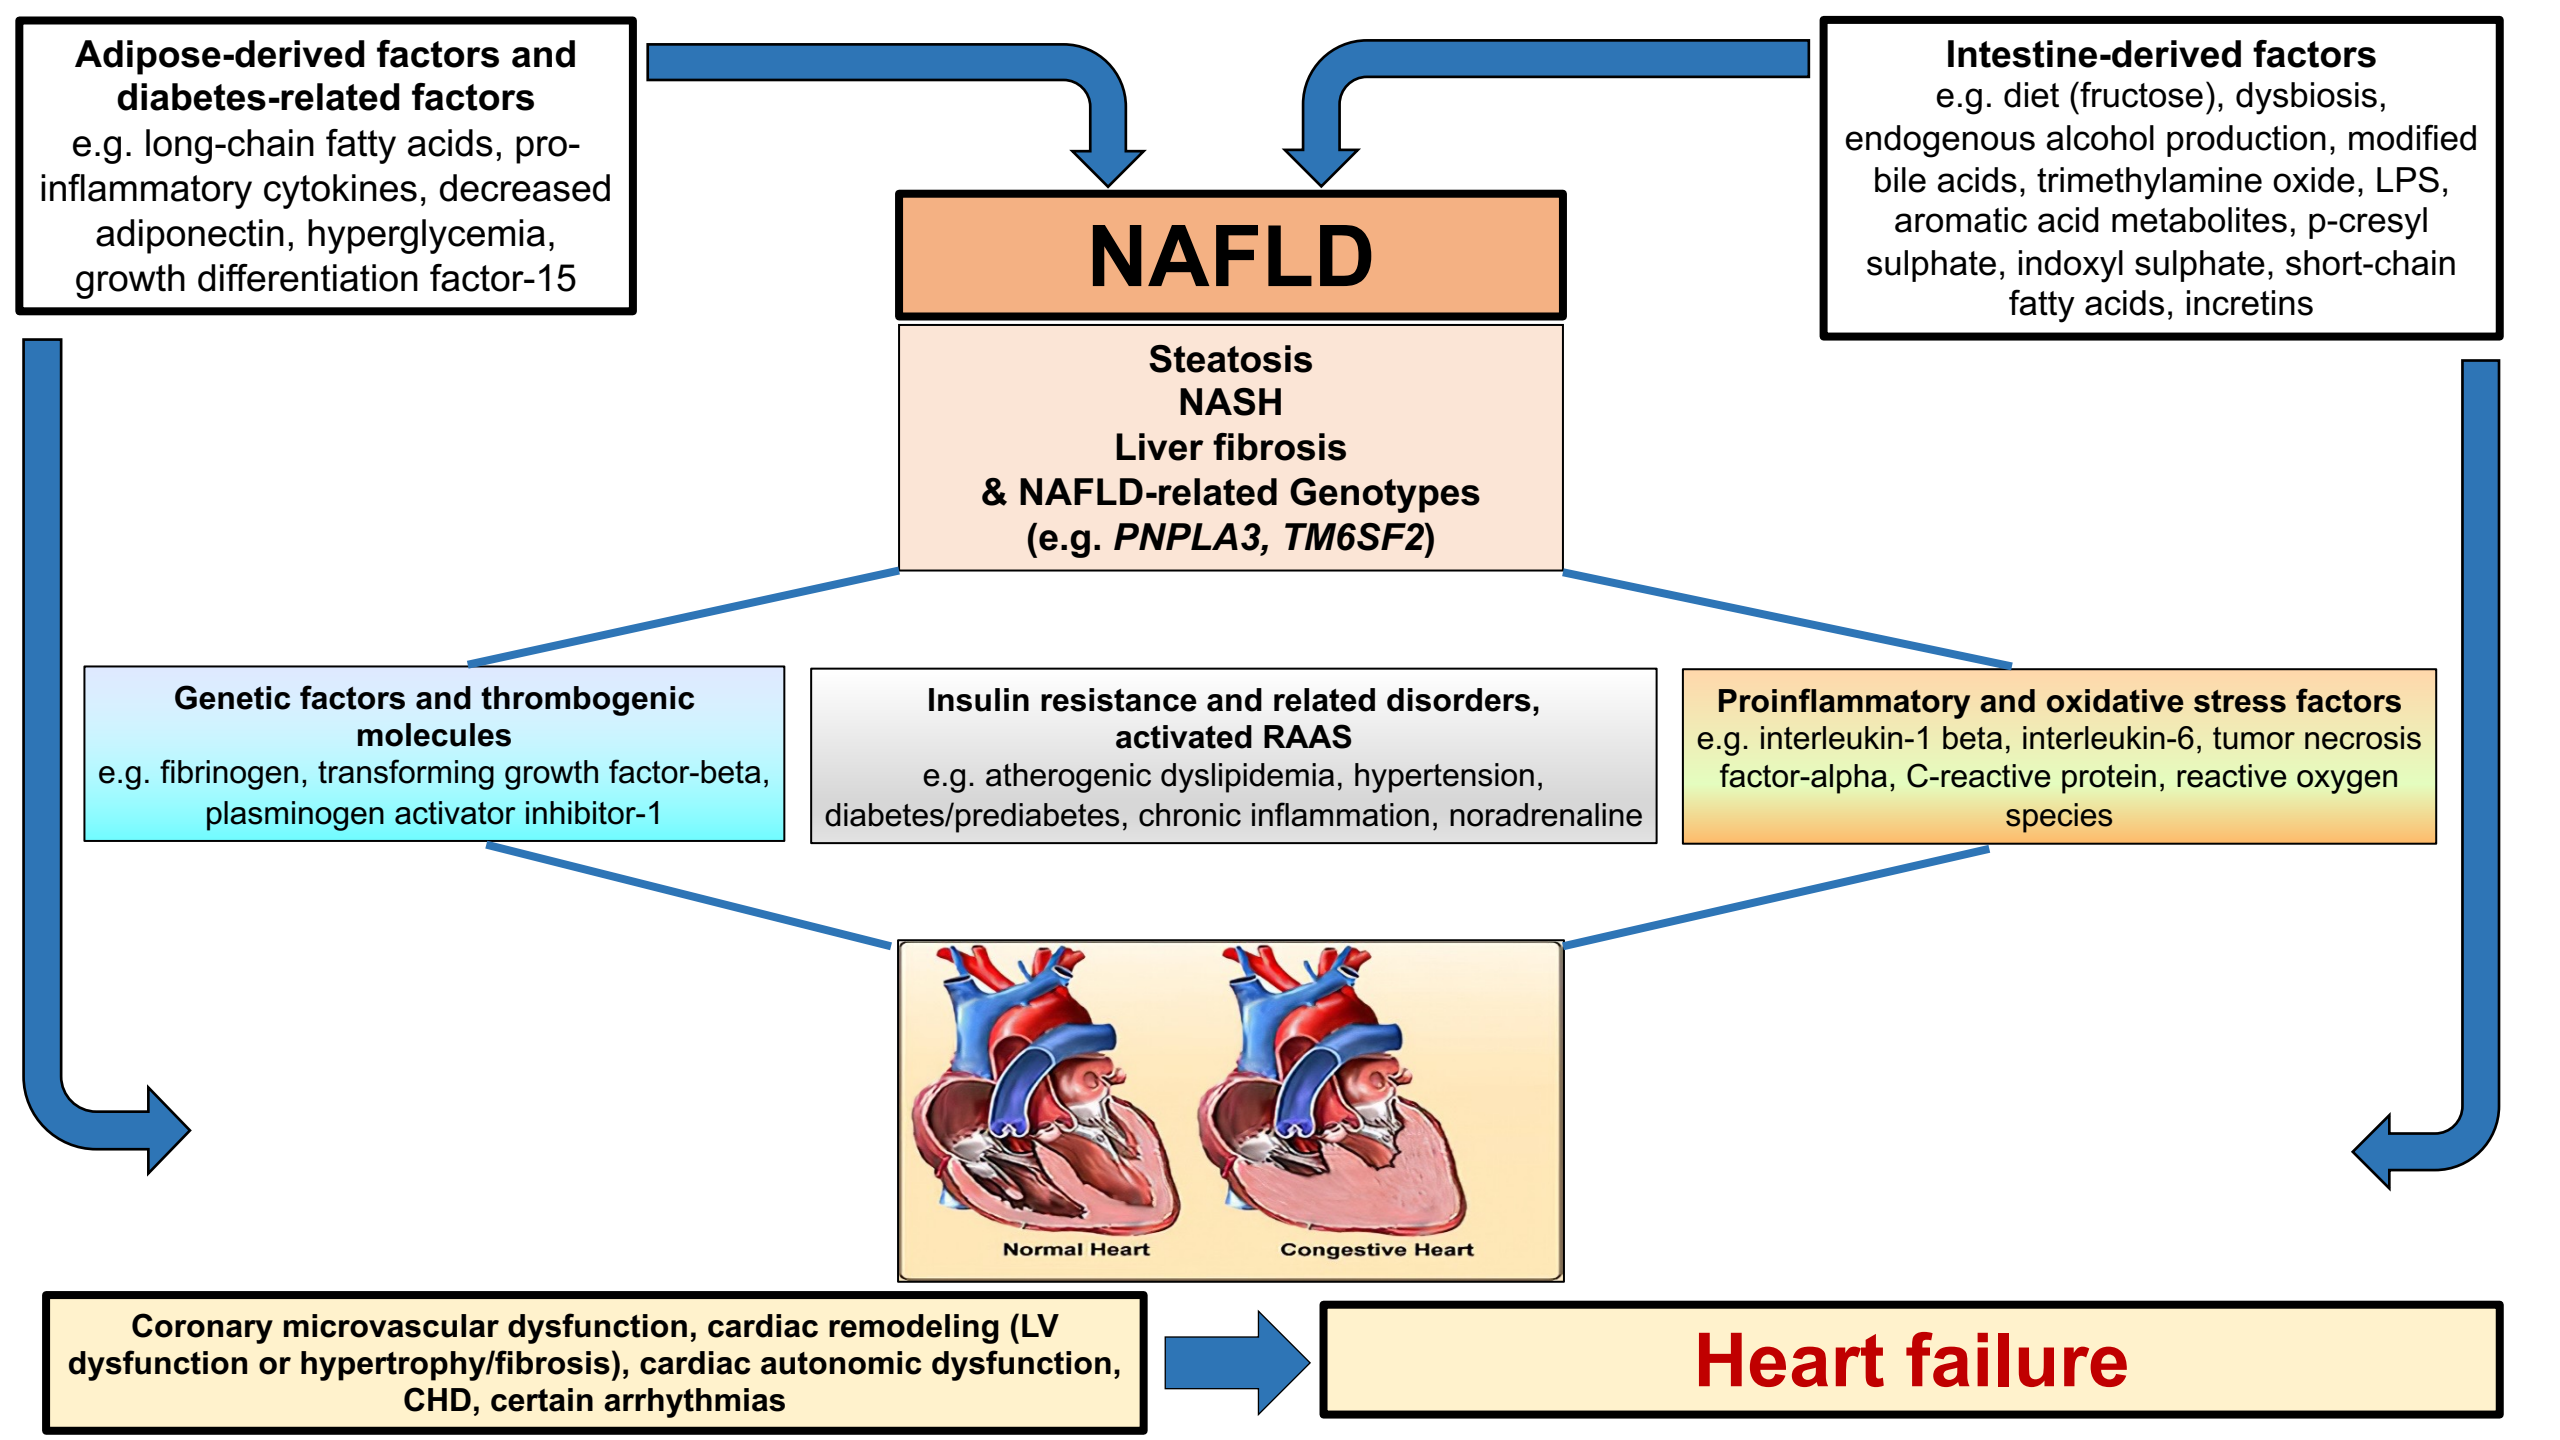 Adipose-derived factors and
diabetes-related factors
e.g. long-chain fatty acids, pro-
inflammatory cytokines, decreased
adiponectin, hyperglycemia,
growth differentiation factor-15
Intestine-derived factors
e.g. diet (fructose), dysbiosis,
endogenous alcohol production, modified
bile acids, trimethylamine oxide, LPS,
aromatic acid metabolites, p-cresyl
sulphate, indoxyl sulphate, short-chain
fatty acids, incretins
NAFLD
Steatosis
NASH
Liver fibrosis
& NAFLD-related Genotypes
(e.g. PNPLA3, TM6SF2)
Genetic factors and thrombogenic
molecules
e.g. fibrinogen, transforming growth factor-beta,
plasminogen activator inhibitor-1
Insulin resistance and related disorders,
activated RAAS
e.g. atherogenic dyslipidemia, hypertension,
diabetes/prediabetes, chronic inflammation, noradrenaline
Proinflammatory and oxidative stress factors
e.g. interleukin-1 beta, interleukin-6, tumor necrosis
factor-alpha, C-reactive protein, reactive oxygen
species
Normal Heart
Congestive Heart
Coronary microvascular dysfunction, cardiac remodeling (LV
dysfunction or hypertrophy/fibrosis), cardiac autonomic dysfunction,
CHD, certain arrhythmias
Heart failure